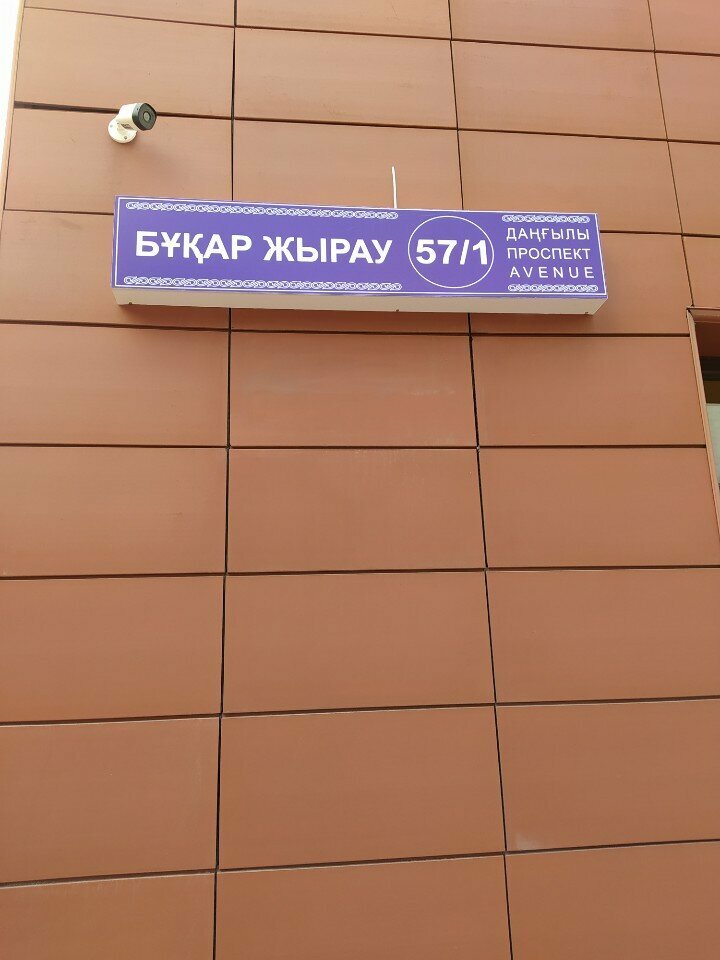 БҰҚАР ЖЫРАУ
57/1
ДАҢҒЫЛЫ
ПРОСПЕКТ
AVENUE